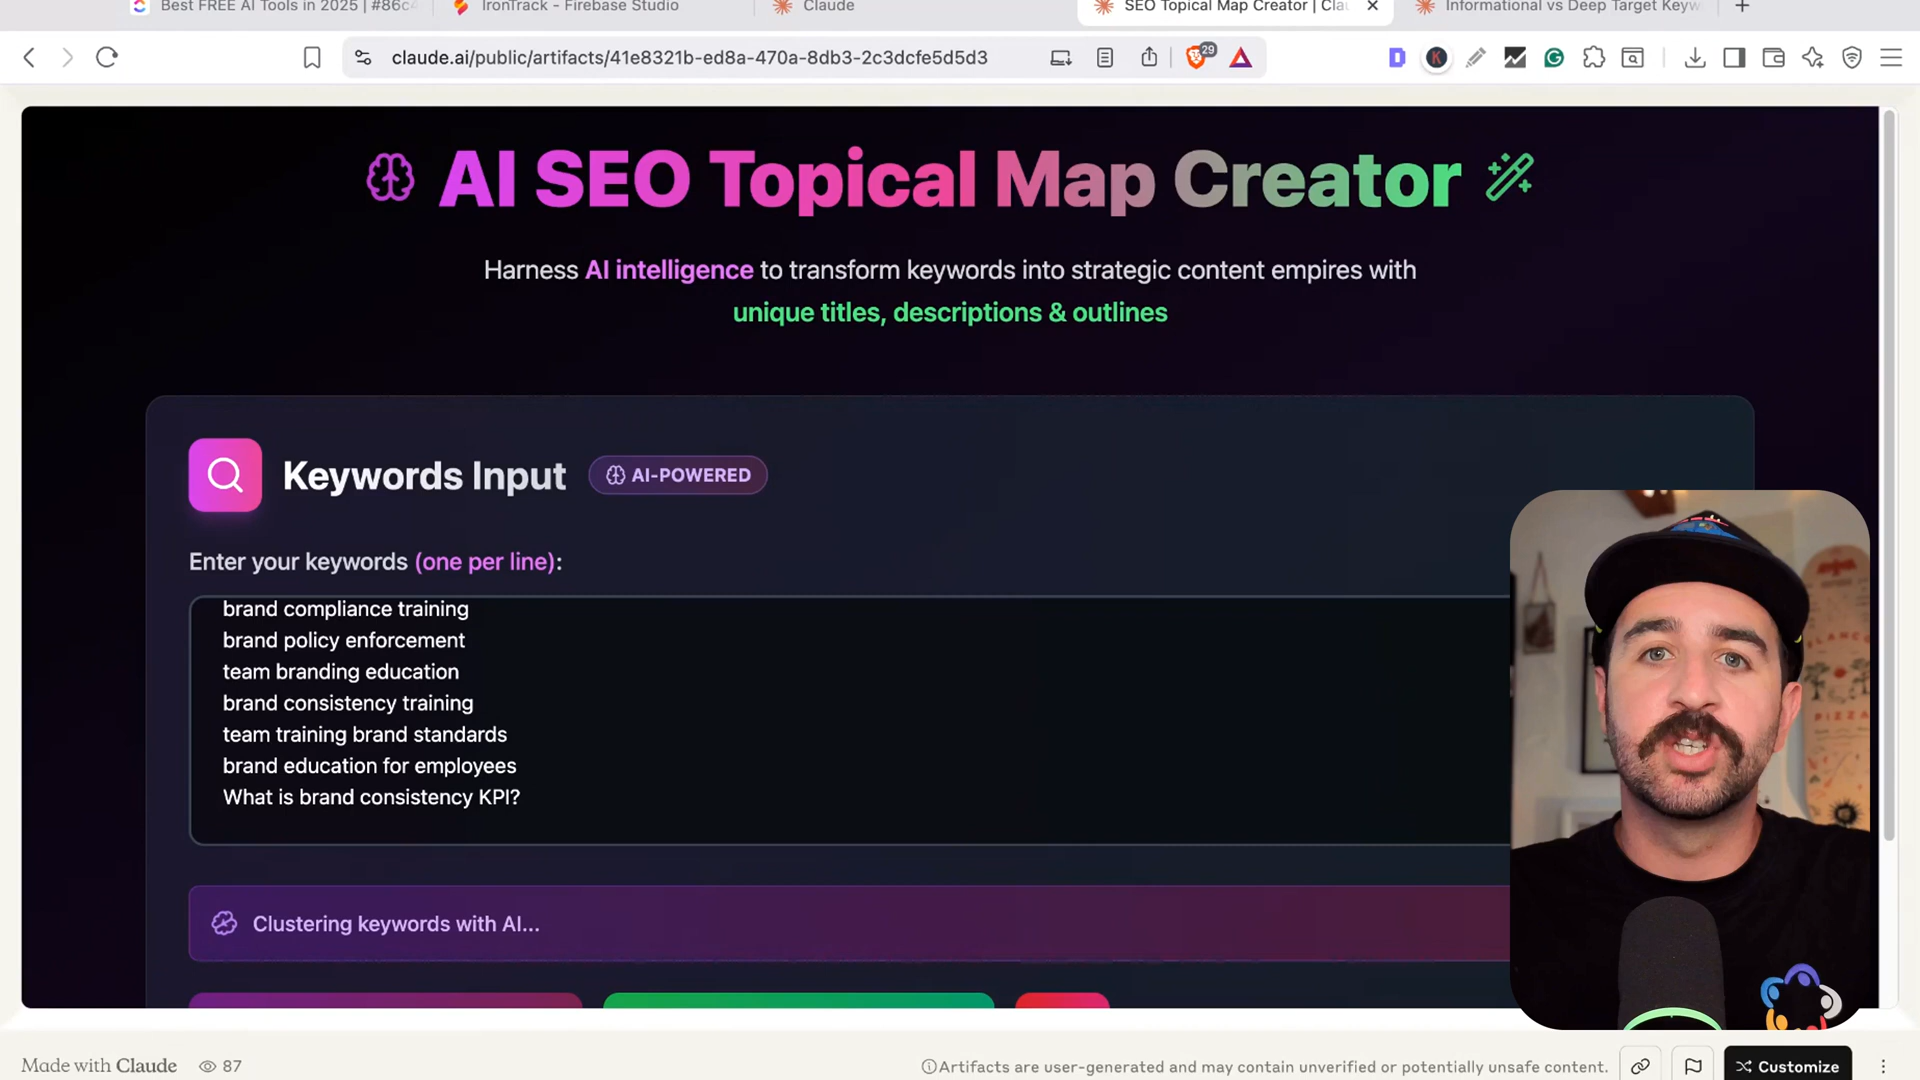 Best FREE AI Tools in 2025 | #86c4
IronTrack - Firebase Studio
Claude
SEO Topical Map Creator | Clau
Informational vs Deep Target Keyw
claude.ai/public/artifacts/41e8321b-ed8a-470a-8db3-2c3dcfe5d5d3
29
D
K
G
AI SEO Topical Map Creator
Harness AI intelligence to transform keywords into strategic content empires with
unique titles, descriptions & outlines
Keywords Input
AI-POWERED
Enter your keywords (one per line):
brand compliance training
brand policy enforcement
team branding education
brand consistency training
team training brand standards
brand education for employees
What is brand consistency KPI?
Clustering keywords with AI...
PIZZA
Made with Claude
87
Artifacts are user-generated and may contain unverified or potentially unsafe content.
Customize